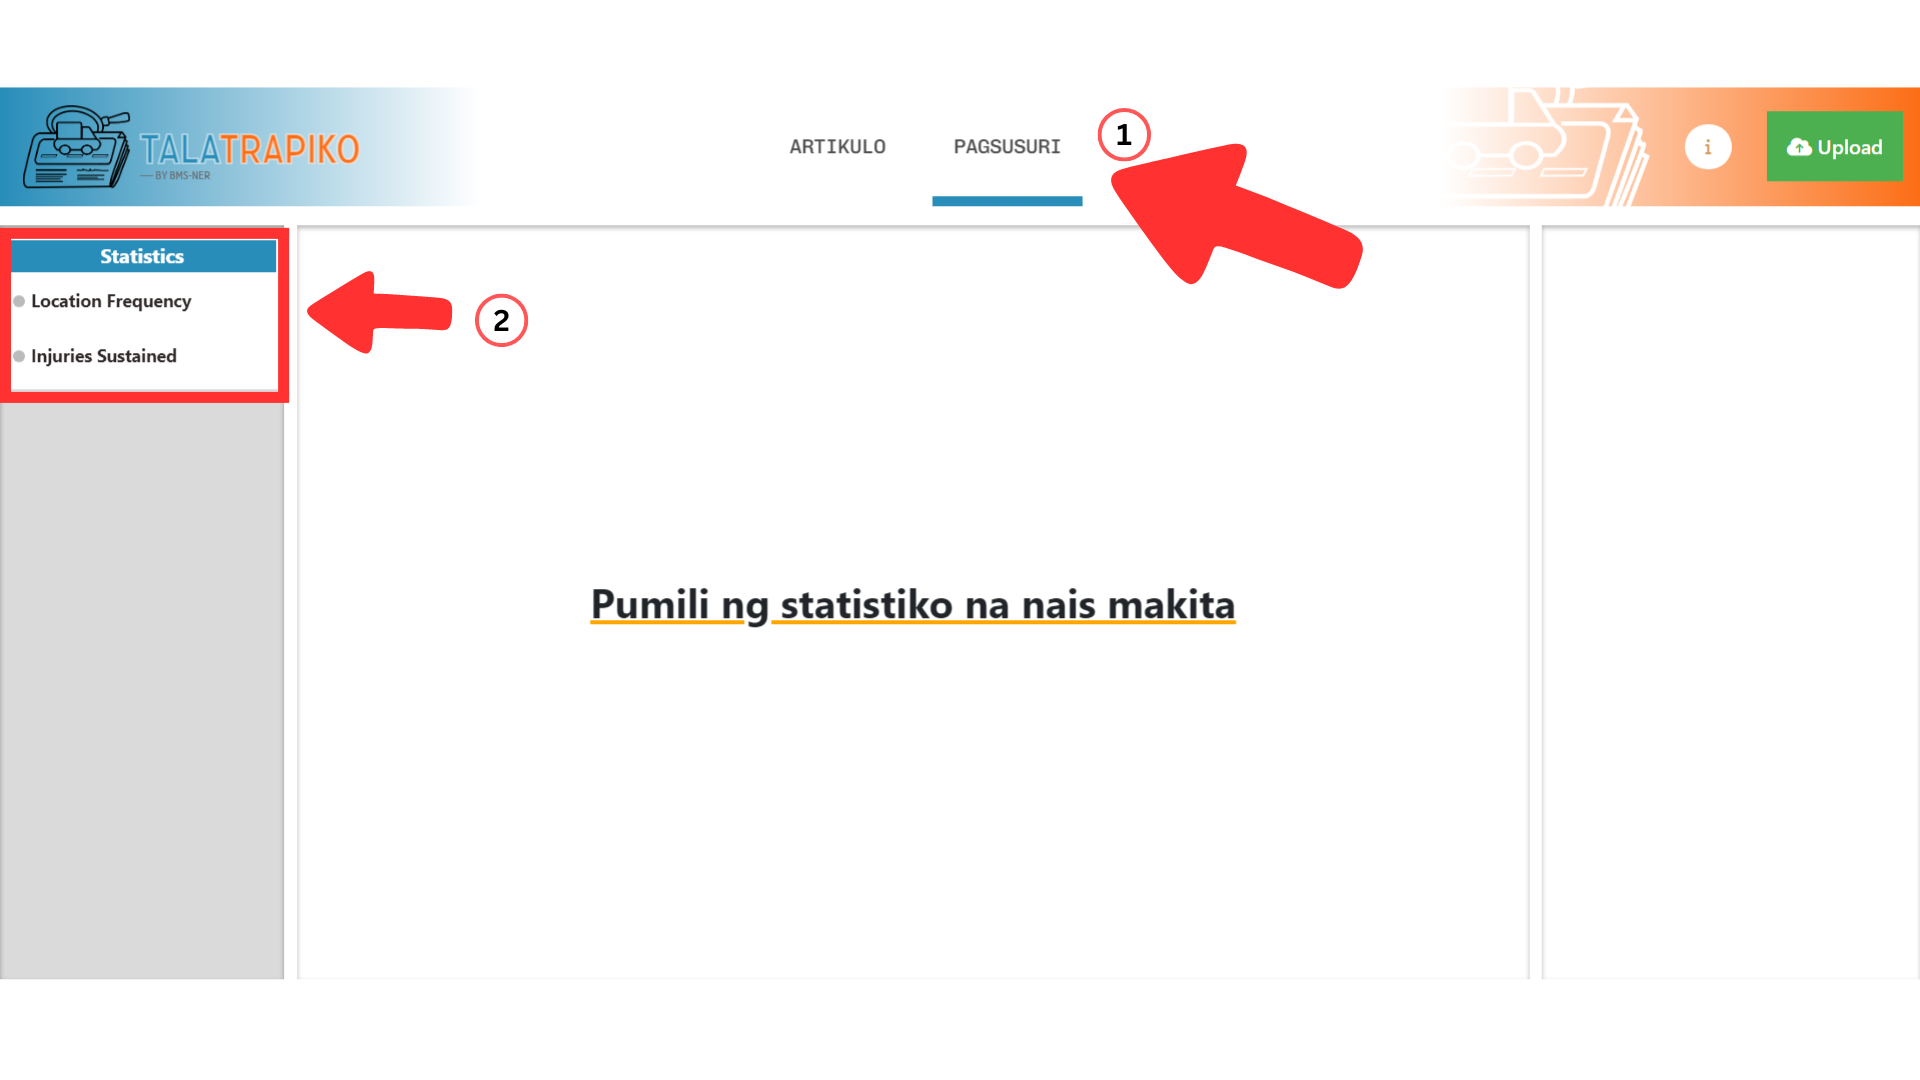 TALATRAPIKO
BY BMS-NER
ARTIKULO
PAGSUSURI
1
i
Upload
Statistics
Location Frequency
Injuries Sustained
2
Pumili ng statistiko na nais makita